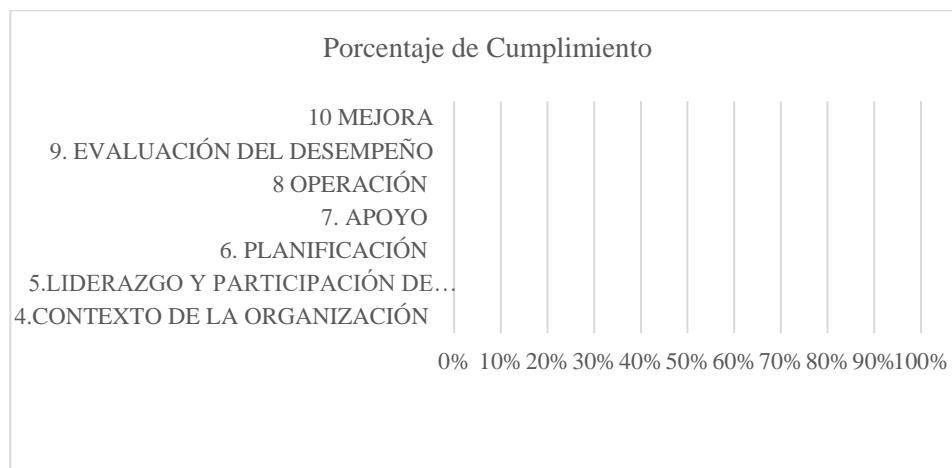 Porcentaje de Cumplimiento
10 MEJORA
9. EVALUACIÓN DEL DESEMPEÑO
8 OPERACIÓN
7. APOYO
6. PLANIFICACIÓN
5.LIDERAZGO Y PARTICIPACIÓN DE…
4.CONTEXTO DE LA ORGANIZACIÓN
0% 10% 20% 30% 40% 50% 60% 70% 80% 90% 100%